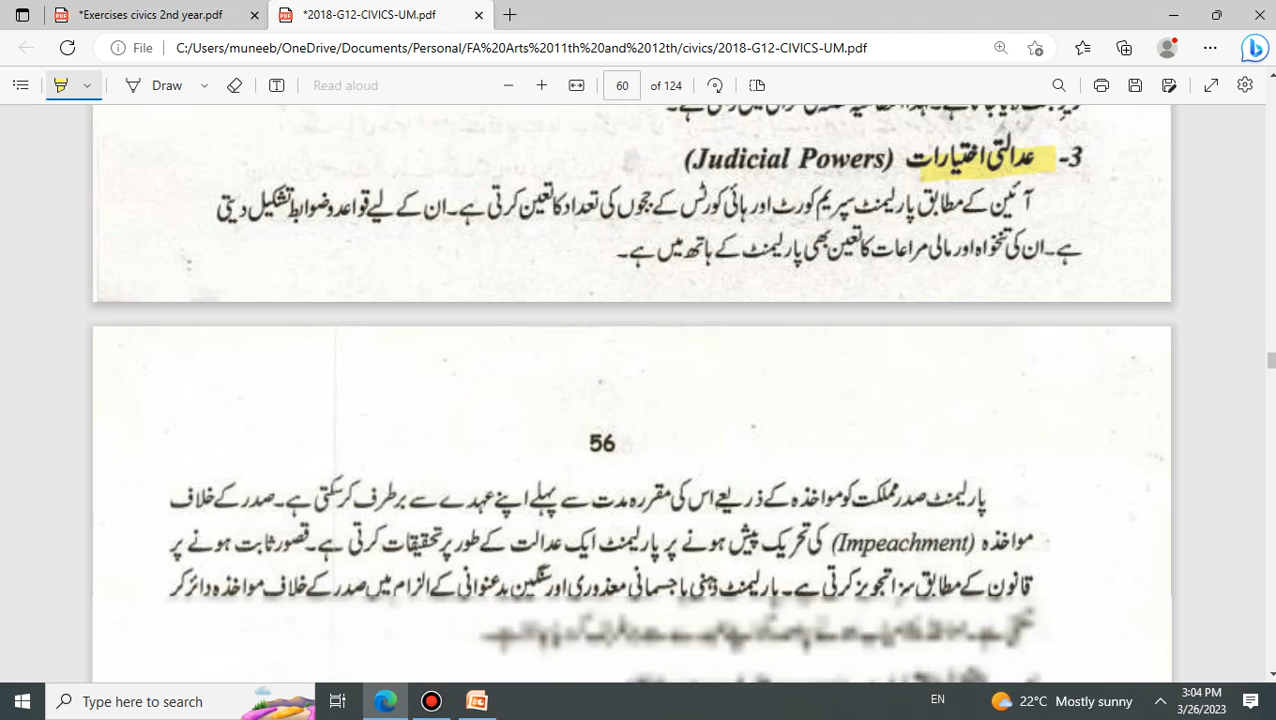 *Exercises civics 2nd year.pdf
*2018-G12-CIVICS-UM.pdf
File C:/Users/muneeb/OneDrive/Documents/Personal/FA%20Arts%2011th%20and%2012th/civics/2018-G12-CIVICS-UM.pdf
Draw Read aloud 60 of 124
3- عدالتی اختیارات (Judicial Powers)
آئین کے مطابق پارلیمنٹ سپریم کورٹ اور ہائی کورٹس کے ججوں کی تعداد کا تعین کرتی ہے۔ ان کے لیے قواعد و ضوابط تشکیل دیتی
ہے۔ ان کی تنخواہ اور مالی مراعات کا تعین بھی پارلیمنٹ کے ہاتھ میں ہے۔
56
پارلیمنٹ صدر مملکت کو مواخذہ کے ذریعے اس کی مقررہ مدت سے پہلے اپنے عہدے سے برطرف کر سکتی ہے۔ صدر کے خلاف
مواخذہ (Impeachment) کی تحریک پیش ہونے پر پارلیمنٹ ایک عدالت کے طور پر تحقیقات کرتی ہے۔ قصور ثابت ہونے پر
قانون کے مطابق سزا تجویز کرتی ہے۔ پارلیمنٹ ذہنی یا جسمانی معذوری اور سنگین بدعنوانی کے الزام میں صدر کے خلاف مواخذہ دائر کر
Type here to search
EN
22°C Mostly sunny
3:04 PM
3/26/2023